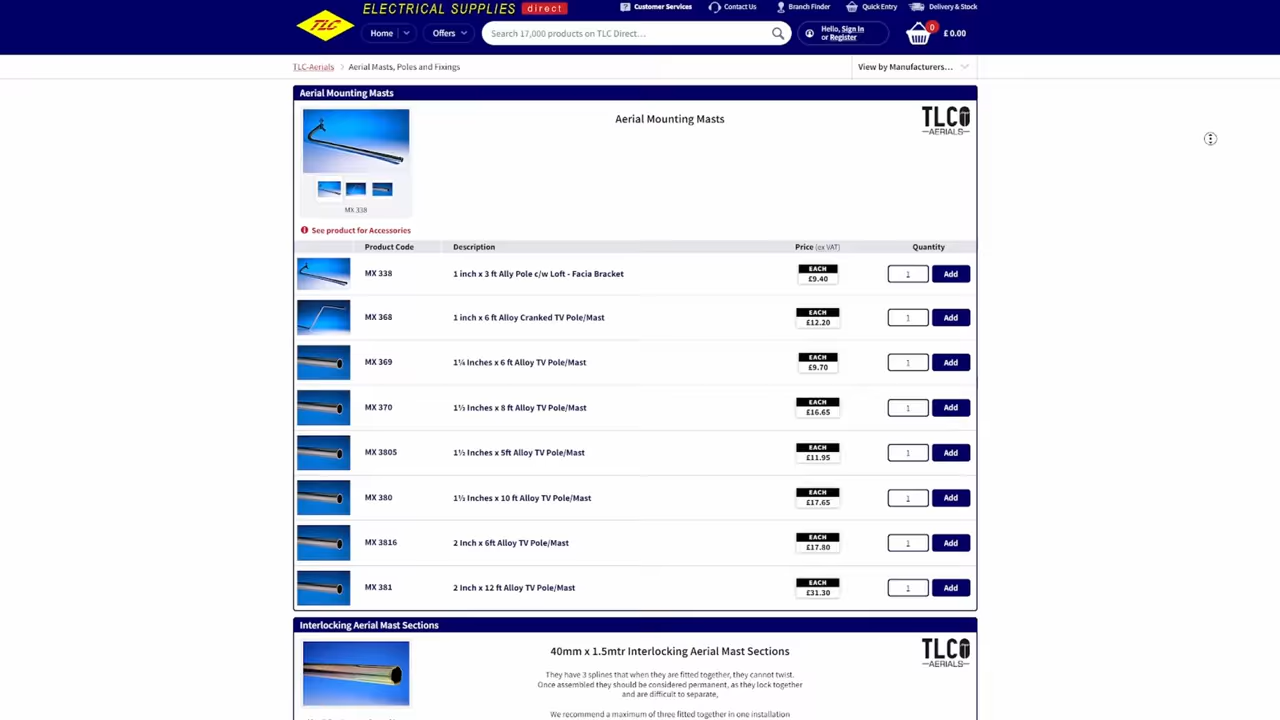 ELECTRICAL SUPPLIES direct
Customer Services Contact Us Branch Finder Quick Entry Delivery & Stock
TLC
Home Offers Search 17,000 products on TLC Direct... Hello, Sign In or Register 0 £ 0.00
TLC-Aerials Aerial Masts, Poles and Fixings View by Manufacturers...
Aerial Mounting Masts
Aerial Mounting Masts
TLC
AERIALS
MX 338
See product for Accessories
Product Code Description Price (ex VAT) Quantity
MX 338 1 inch x 3 ft Ally Pole c/w Loft - Facia Bracket EACH £9.40 1 Add
MX 368 1 inch x 6 ft Alloy Cranked TV Pole/Mast EACH £12.20 1 Add
MX 369 1¼ Inches x 6 ft Alloy TV Pole/Mast EACH £9.70 1 Add
MX 370 1½ Inches x 8 ft Alloy TV Pole/Mast EACH £16.65 1 Add
MX 3805 1½ Inches x 5ft Alloy TV Pole/Mast EACH £11.95 1 Add
MX 380 1½ Inches x 10 ft Alloy TV Pole/Mast EACH £17.65 1 Add
MX 3816 2 Inch x 6ft Alloy TV Pole/Mast EACH £17.80 1 Add
MX 381 2 Inch x 12 ft Alloy TV Pole/Mast EACH £31.30 1 Add
Interlocking Aerial Mast Sections
40mm x 1.5mtr Interlocking Aerial Mast Sections
TLC
AERIALS
They have 3 splines that when they are fitted together, they cannot twist.
Once assembled they should be considered permanent, as they lock together
and are difficult to separate,
We recommend a maximum of three fitted together in one installation